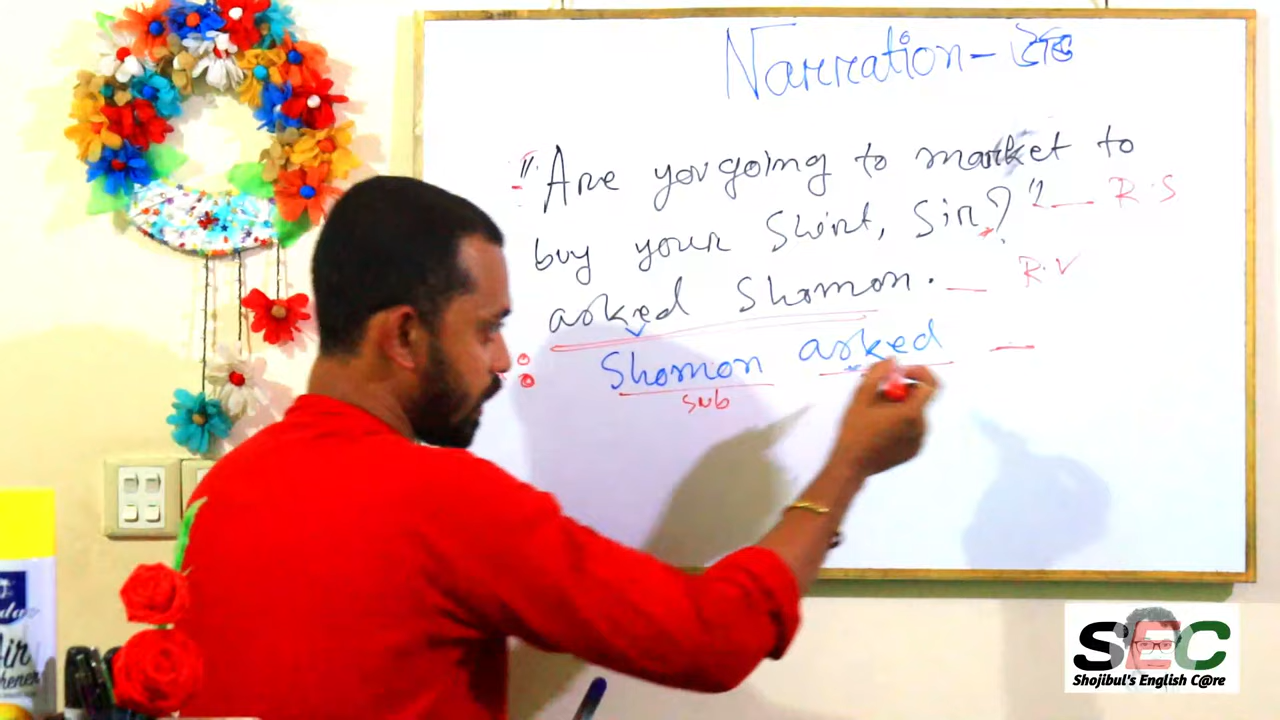 Narration -
"Are you going to market to
buy your Shirt, Sir?" — R.S
asked Shomon. — R.V
: Shomon asked —
sub
SEC
Shojibul's English C@re